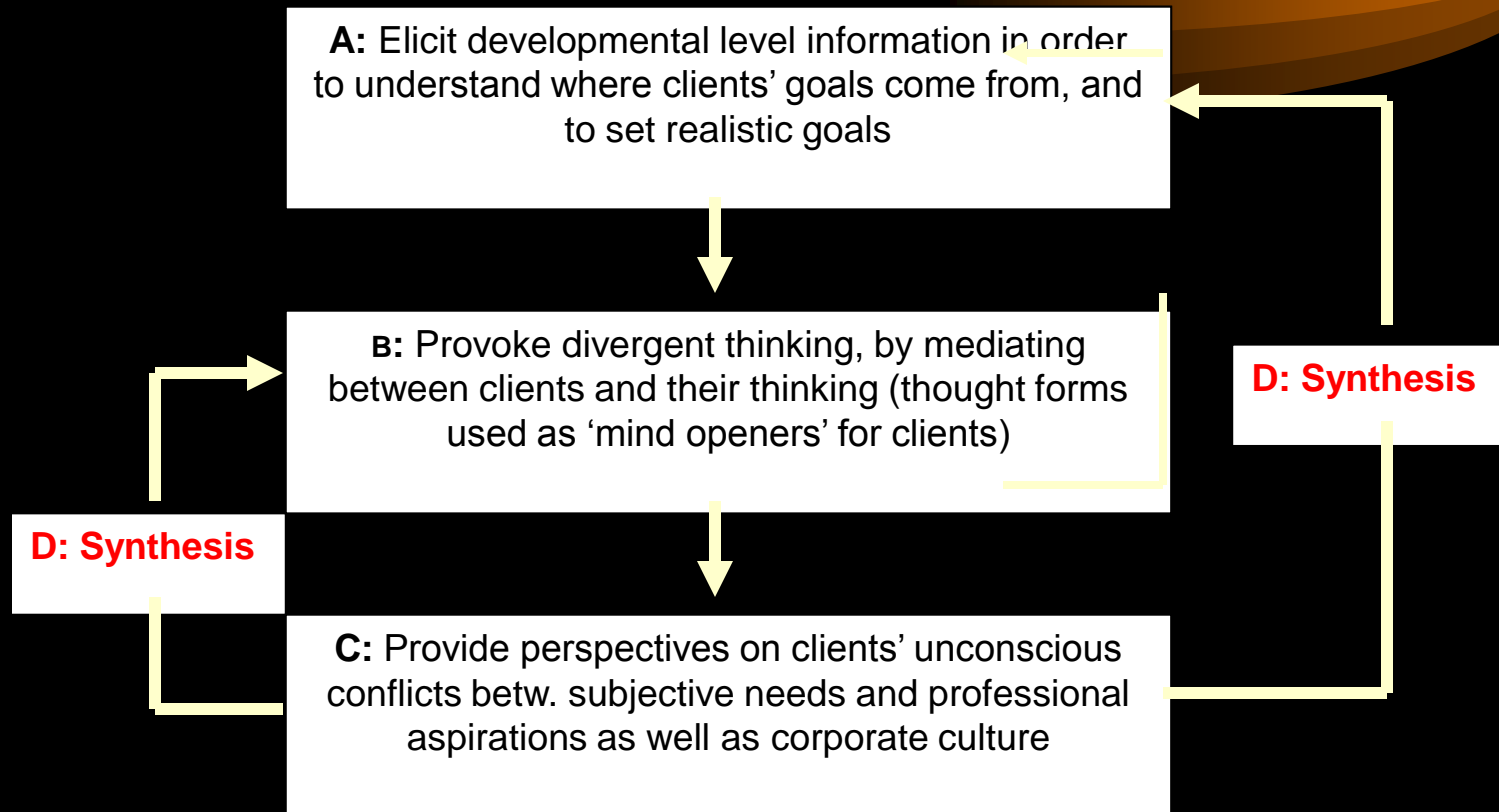 A: Elicit developmental level information in order
to understand where clients’ goals come from, and
to set realistic goals
B: Provoke divergent thinking, by mediating
between clients and their thinking (thought forms
used as ‘mind openers’ for clients)
D: Synthesis
D: Synthesis
C: Provide perspectives on clients’ unconscious
conflicts betw. subjective needs and professional
aspirations as well as corporate culture